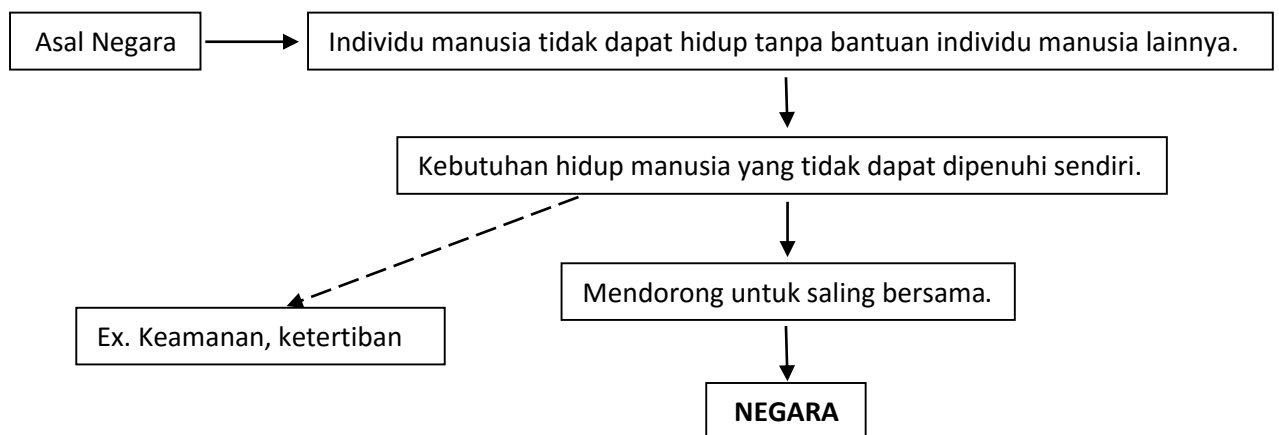 Asal Negara
Individu manusia tidak dapat hidup tanpa bantuan individu manusia lainnya.
Kebutuhan hidup manusia yang tidak dapat dipenuhi sendiri.
Mendorong untuk saling bersama.
Ex. Keamanan, ketertiban
NEGARA